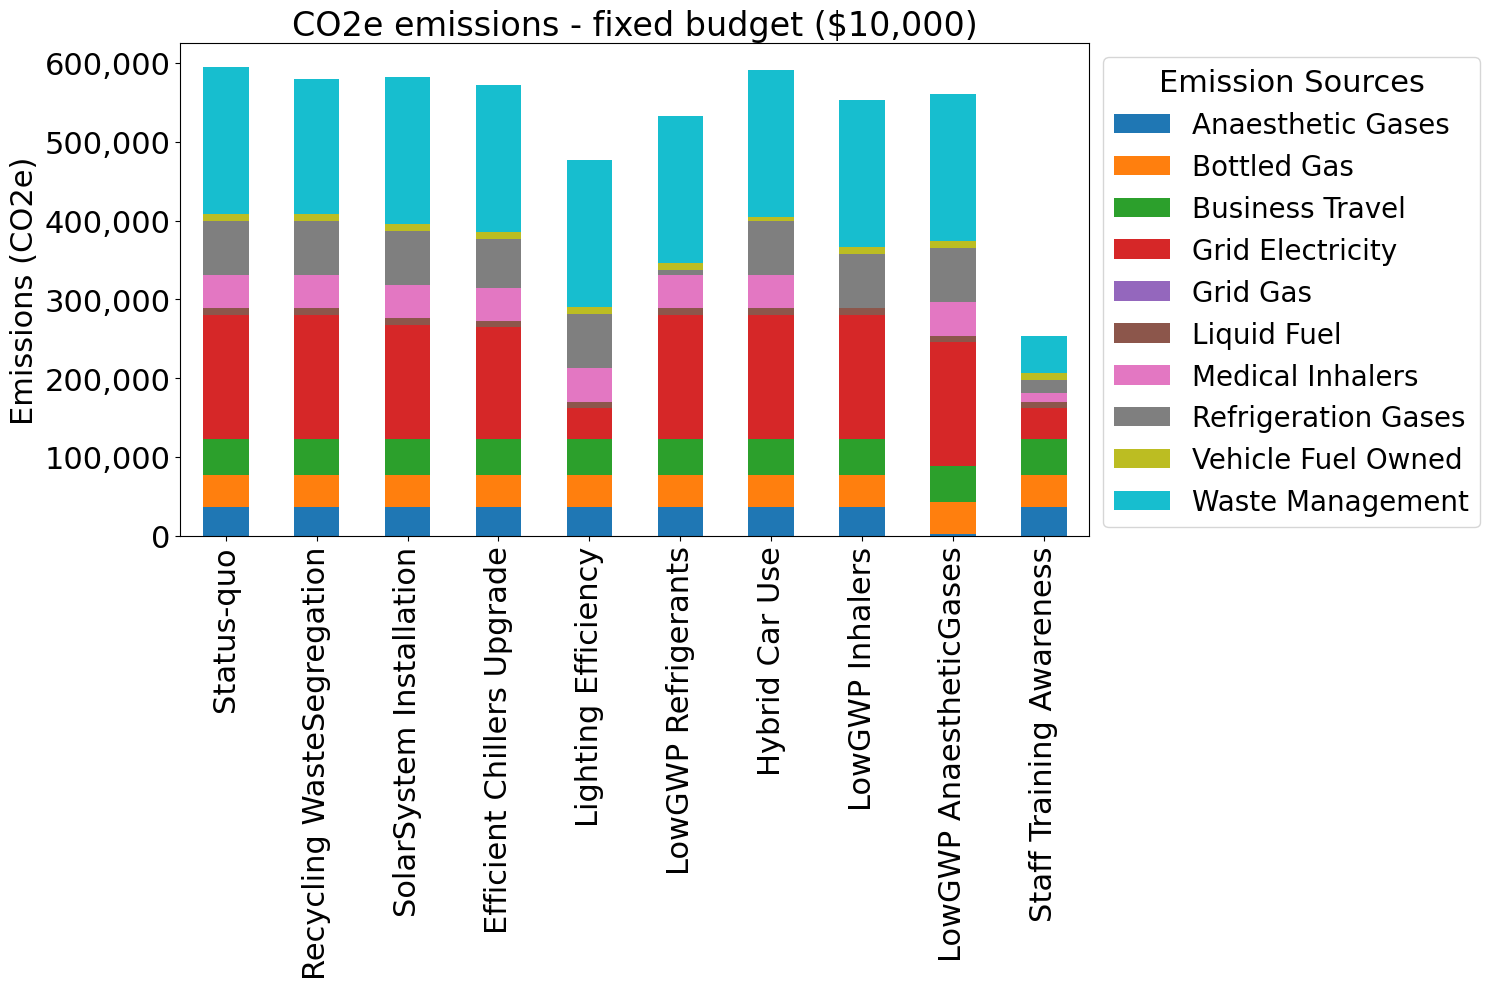 CO2e emissions - fixed budget ($10,000)
Emissions (CO2e)
600,000
500,000
400,000
300,000
200,000
100,000
0
Status-quo
Recycling WasteSegregation
SolarSystem Installation
Efficient Chillers Upgrade
Lighting Efficiency
LowGWP Refrigerants
Hybrid Car Use
LowGWP Inhalers
LowGWP AnaestheticGases
Staff Training Awareness
Emission Sources
Anaesthetic Gases
Bottled Gas
Business Travel
Grid Electricity
Grid Gas
Liquid Fuel
Medical Inhalers
Refrigeration Gases
Vehicle Fuel Owned
Waste Management